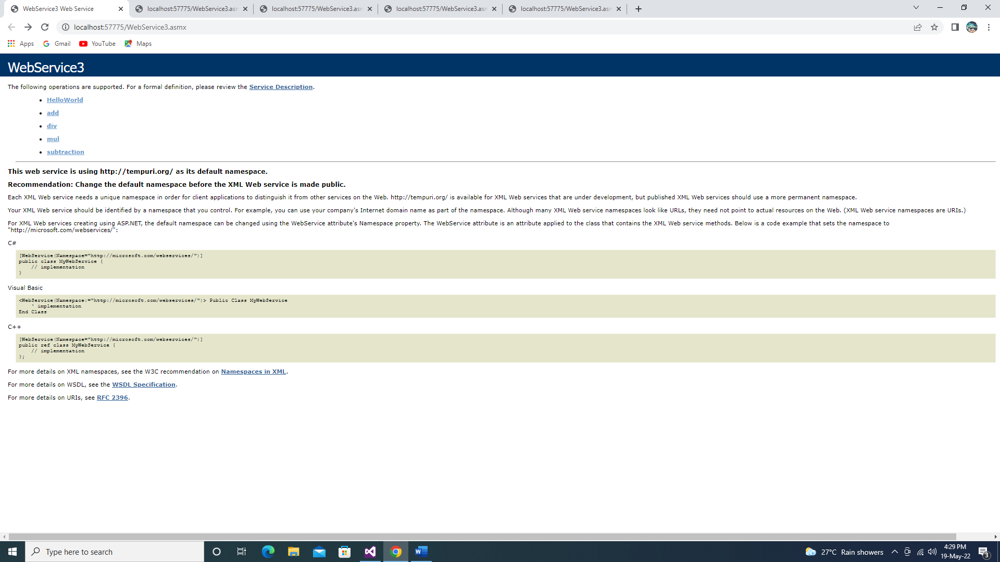 WebService3 Web Service
localhost:57775/WebService3.asm
localhost:57775/WebService3.asm
localhost:57775/WebService3.asm
localhost:57775/WebService3.asm
localhost:57775/WebService3.asmx
Apps
Gmail
YouTube
Maps
WebService3
The following operations are supported. For a formal definition, please review the Service Description.
• HelloWorld
• add
• div
• mul
• subtraction
This web service is using http://tempuri.org/ as its default namespace.
Recommendation: Change the default namespace before the XML Web service is made public.
Each XML Web service needs a unique namespace in order for client applications to distinguish it from other services on the Web. http://tempuri.org/ is available for XML Web services that are under development, but published XML Web services should use a more permanent namespace.
Your XML Web service should be identified by a namespace that you control. For example, you can use your company's Internet domain name as part of the namespace. Although many XML Web service namespaces look like URLs, they need not point to actual resources on the Web. (XML Web service namespaces are URIs.)
For XML Web services creating using ASP.NET, the default namespace can be changed using the WebService attribute's Namespace property. The WebService attribute is an attribute applied to the class that contains the XML Web service methods. Below is a code example that sets the namespace to
"http://microsoft.com/webservices/":
C#
[WebService(Namespace="http://microsoft.com/webservices/")]
public class MyWebService {
// implementation
}
Visual Basic
<WebService(Namespace:="http://microsoft.com/webservices/")> Public Class MyWebService
' implementation
End Class
C++
[WebService(Namespace="http://microsoft.com/webservices/")]
public ref class MyWebService {
// implementation
};
For more details on XML namespaces, see the W3C recommendation on Namespaces in XML.
For more details on WSDL, see the WSDL Specification.
For more details on URIs, see RFC 2396.
Type here to search
27°C Rain showers
4:29 PM
19-May-22
3